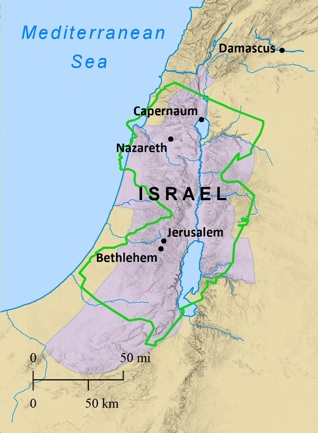 Mediterranean
Sea
Damascus
Capernaum
Nazareth
ISRAEL
Jerusalem
Bethlehem
0 50 mi
0 50 km